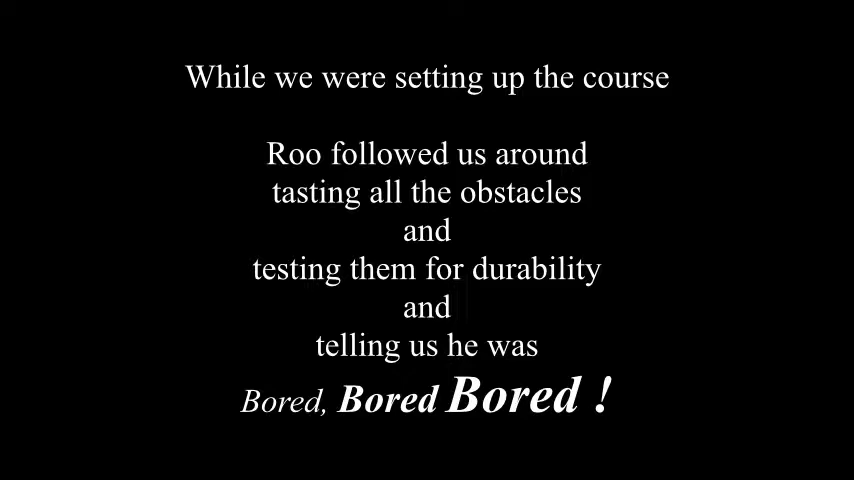 While we were setting up the course
Roo followed us around
tasting all the obstacles
and
testing them for durability
and
telling us he was
Bored, Bored Bored !